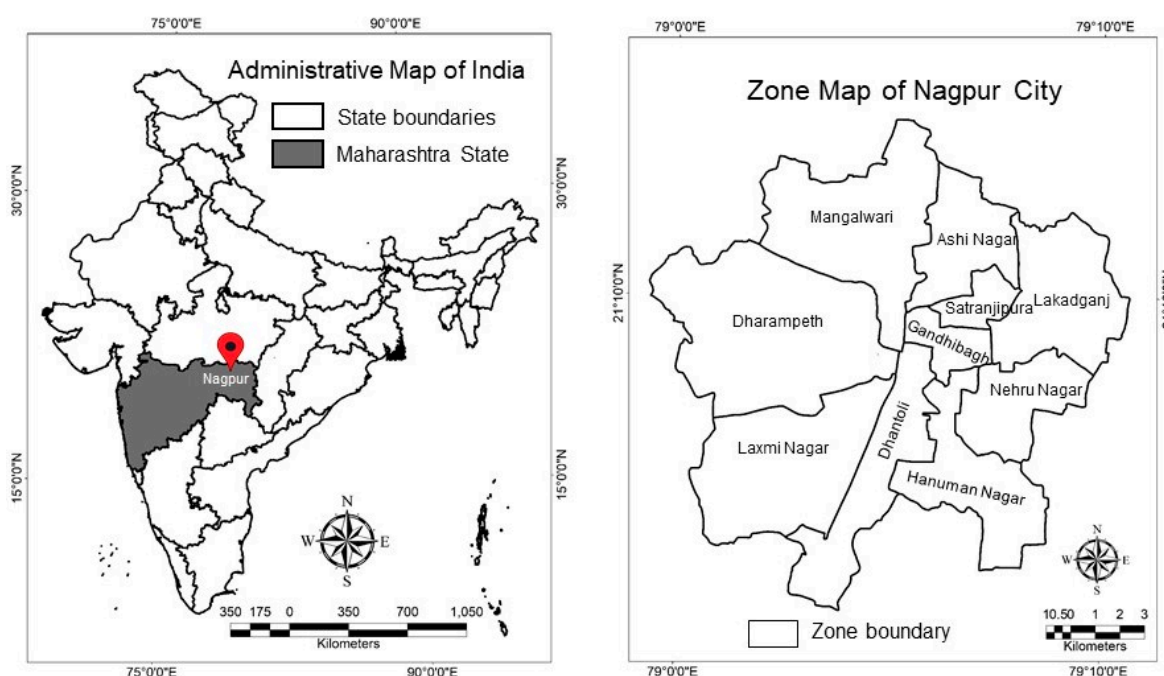 75°0'0"E
90°0'0"E
Administrative Map of India
State boundaries
Maharashtra State
30°0'0"N
30°0'0"N
Nagpur
15°0'0"N
15°0'0"N
N
W
E
S
350 175 0 350 700 1,050
Kilometers
75°0'0"E
90°0'0"E
79°0'0"E
79°10'0"E
Zone Map of Nagpur City
Mangalwari
Ashi Nagar
21°10'0"N
Satranjipura
Lakadganj
Dharampeth
Gandhibagh
Nehru Nagar
Laxmi Nagar
Dhantoli
Hanuman Nagar
N
W
E
S
Zone boundary
10.50 1 2 3
Kilometers
79°0'0"E
79°10'0"E